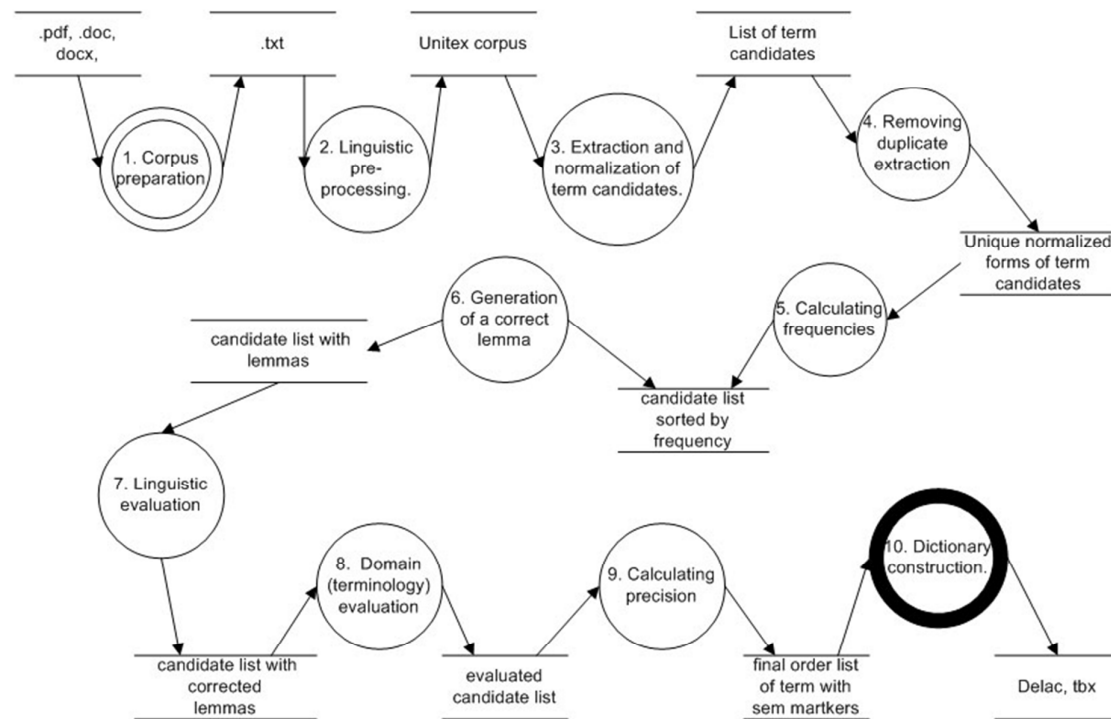 .pdf, .doc,
docx,
.txt
Unitex corpus
List of term
candidates
1. Corpus
preparation
2. Linguistic
pre-
processing.
3. Extraction and
normalization of
term candidates.
4. Removing
duplicate
extraction
Unique normalized
forms of term
candidates
5. Calculating
frequencies
candidate list
sorted by
frequency
6. Generation
of a correct
lemma
candidate list with
lemmas
7. Linguistic
evaluation
candidate list with
corrected
lemmas
8. Domain
(terminology)
evaluation
evaluated
candidate list
9. Calculating
precision
final order list
of term with
sem martkers
10. Dictionary
construction.
Delac, tbx